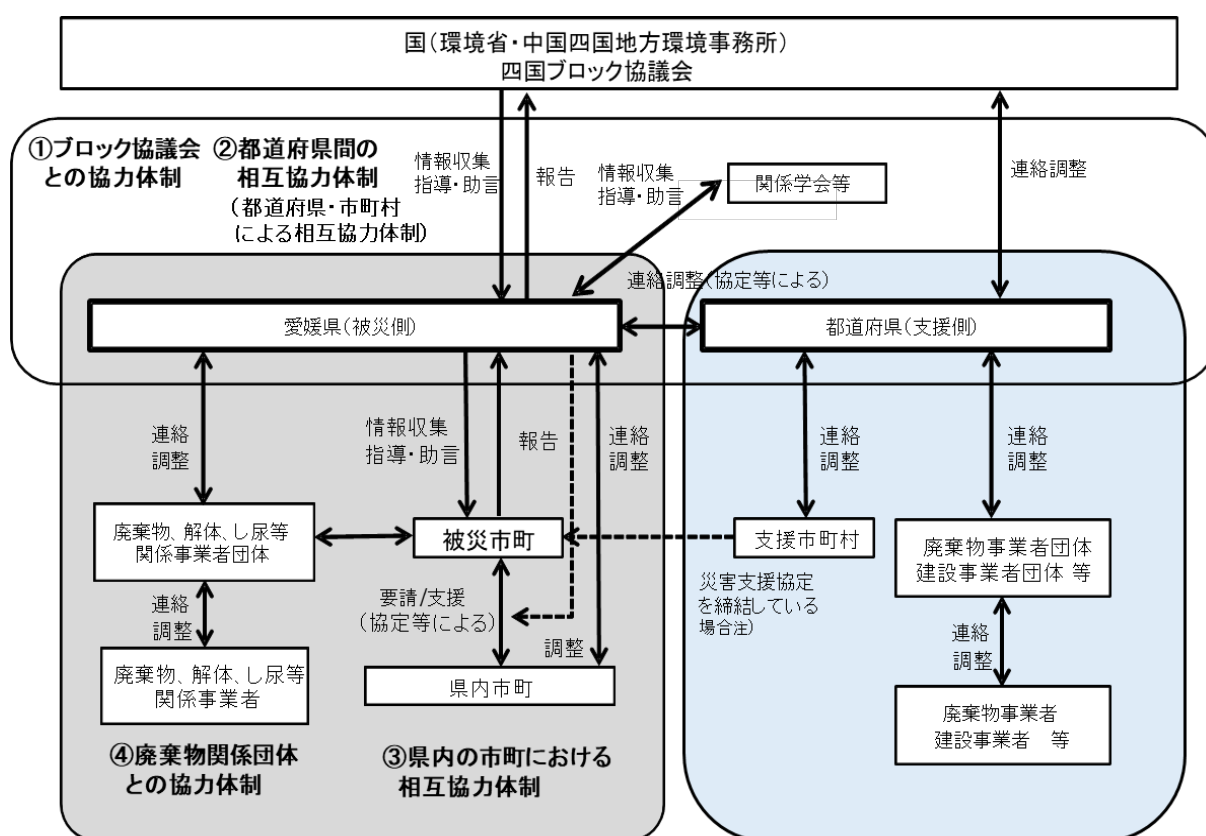 国(環境省・中国四国地方環境事務所)
四国ブロック協議会
①ブロック協議会
との協力体制
②都道府県間の
相互協力体制
(都道府県・市町村
による相互協力体制)
情報収集
指導・助言
報告
情報収集
指導・助言
関係学会等
連絡調整
連絡調整(協定等による)
愛媛県(被災側)
都道府県(支援側)
連絡
調整
情報収集
指導・助言
報告
連絡
調整
連絡
調整
連絡
調整
廃棄物、解体、し尿等
関係事業者団体
被災市町
支援市町村
廃棄物事業者団体
建設事業者団体 等
連絡
調整
要請/支援
(協定等による)
調整
災害支援協定
を締結している
場合注)
連絡
調整
廃棄物、解体、し尿等
関係事業者
県内市町
廃棄物事業者
建設事業者 等
④廃棄物関係団体
との協力体制
③県内の市町における
相互協力体制